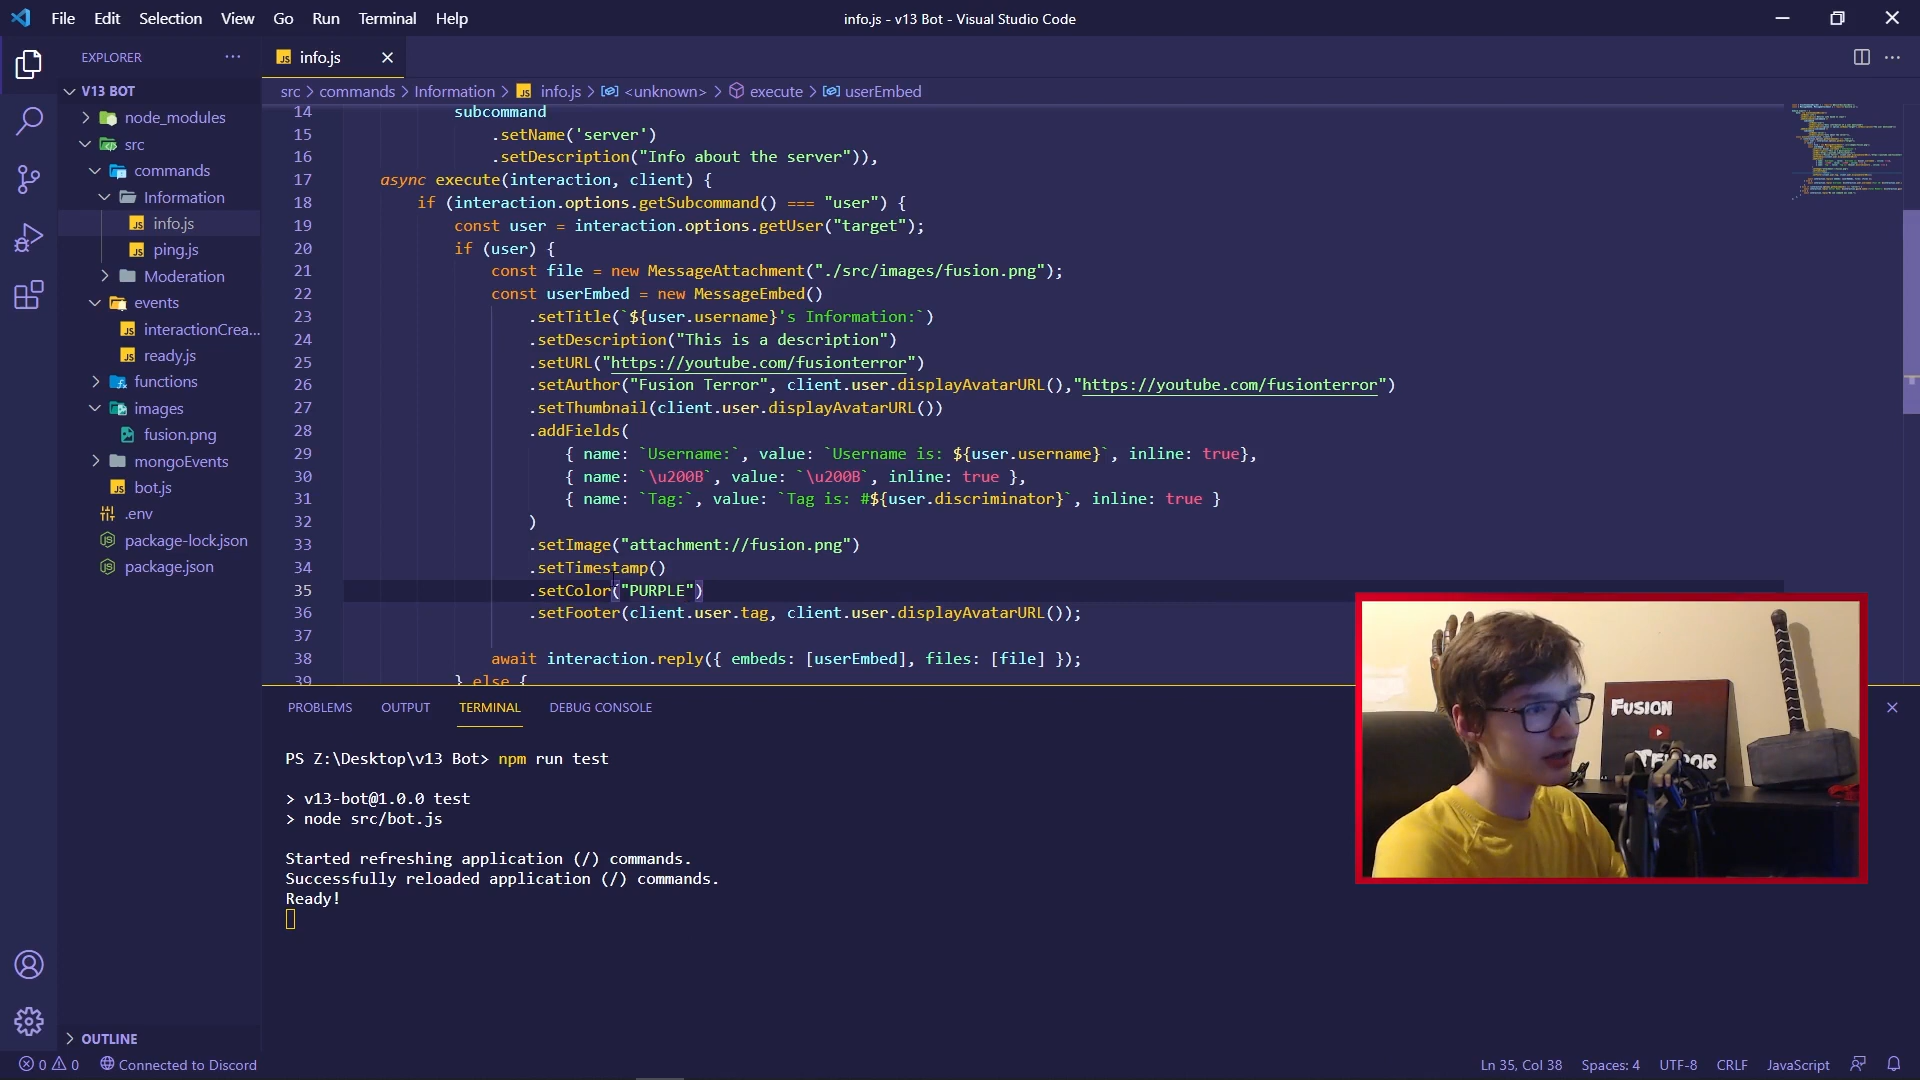 File Edit Selection View Go Run Terminal Help
info.js - v13 Bot - Visual Studio Code
EXPLORER
V13 BOT
node_modules
src
commands
Information
info.js
ping.js
Moderation
events
interactionCrea...
ready.js
functions
images
fusion.png
mongoEvents
bot.js
.env
package-lock.json
package.json
OUTLINE
info.js
src > commands > Information > info.js > <unknown> > execute > userEmbed
14 subcommand
15 .setName('server')
16 .setDescription("Info about the server")),
17 async execute(interaction, client) {
18 if (interaction.options.getSubcommand() === "user") {
19 const user = interaction.options.getUser("target");
20 if (user) {
21 const file = new MessageAttachment("./src/images/fusion.png");
22 const userEmbed = new MessageEmbed()
23 .setTitle(`${user.username}'s Information:`)
24 .setDescription("This is a description")
25 .setURL("https://youtube.com/fusionterror")
26 .setAuthor("Fusion Terror", client.user.displayAvatarURL(),"https://youtube.com/fusionterror")
27 .setThumbnail(client.user.displayAvatarURL())
28 .addFields(
29 { name: `Username:`, value: `Username is: ${user.username}`, inline: true},
30 { name: `\u200B`, value: `\u200B`, inline: true },
31 { name: `Tag:`, value: `Tag is: #${user.discriminator}`, inline: true }
32 )
33 .setImage("attachment://fusion.png")
34 .setTimestamp()
35 .setColor("PURPLE")
36 .setFooter(client.user.tag, client.user.displayAvatarURL());
37
38 await interaction.reply({ embeds: [userEmbed], files: [file] });
39 } else {
PROBLEMS OUTPUT TERMINAL DEBUG CONSOLE
PS Z:\Desktop\v13 Bot> npm run test
> v13-bot@1.0.0 test
> node src/bot.js
Started refreshing application (/) commands.
Successfully reloaded application (/) commands.
Ready!
FUSION
0 0 Connected to Discord
Ln 35, Col 38 Spaces: 4 UTF-8 CRLF JavaScript